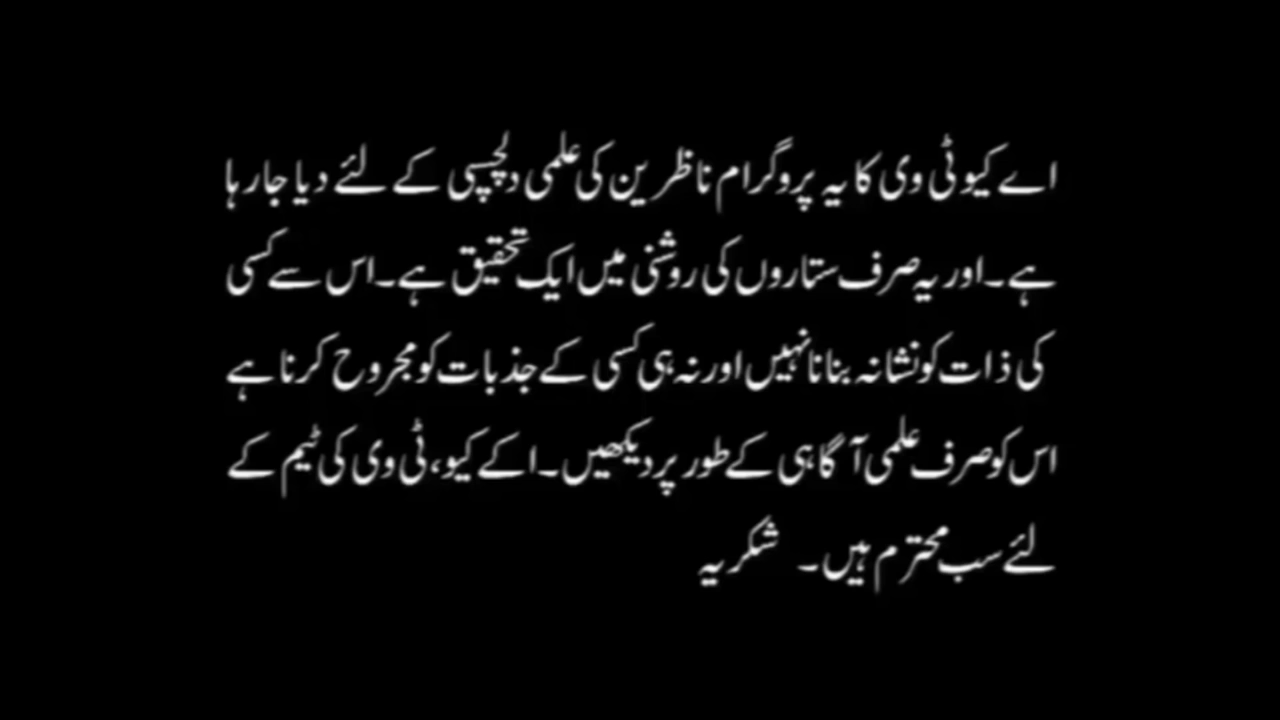 اے کیو ٹی وی کا یہ پروگرام ناظرین کی علمی دلچسپی کے لئے دیا جارہا
ہے۔ اور یہ صرف ستاروں کی روشنی میں ایک تحقیق ہے۔ اس سے کسی
کی ذات کو نشانہ بنانا نہیں اور نہ ہی کسی کے جذبات کو مجروح کرنا ہے
اس کو صرف علمی آگاہی کے طور پر دیکھیں۔ اکے کیو، ٹی وی کی ٹیم کے
لئے سب محترم ہیں۔ شکریہ